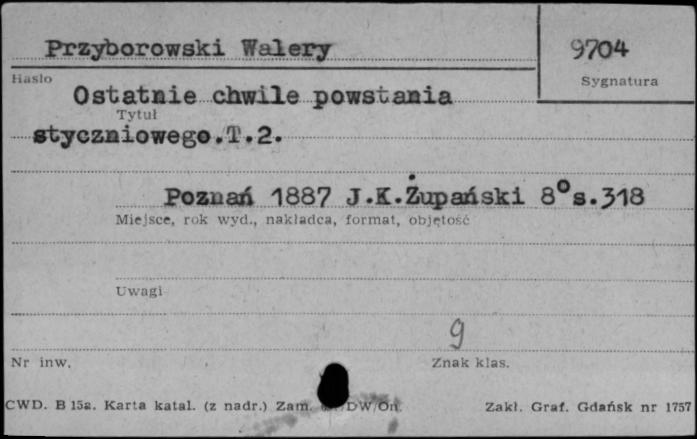 Przyborowski Walery 9704
Hasło Sygnatura
Ostatnie chwile powstania
Tytuł
styczniowego.T.2.
Poznań 1887 J.K.Żupański 8° s.318
Miejsce, rok wyd., nakładca, format, objętość
Uwagi
9
Nr inw. Znak klas.
CWD. B 15a. Karta katal. (z nadr.) Zam. DW/On. Zakł. Graf. Gdańsk nr 1757